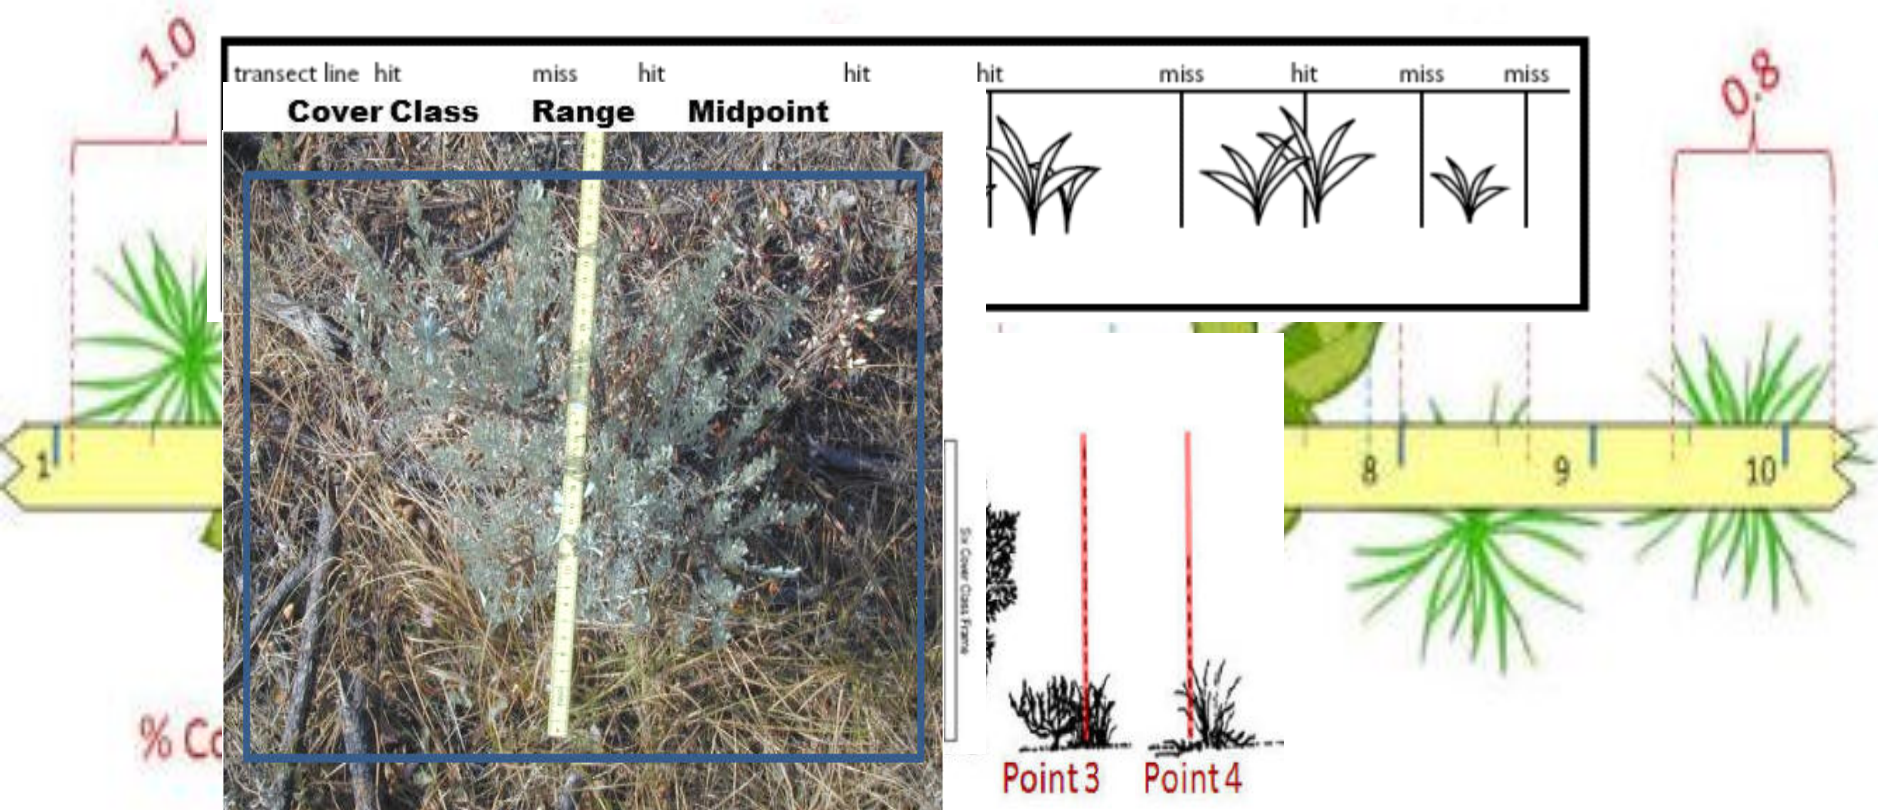 1.0
transect line hit miss hit hit hit miss hit miss miss
0.8
Cover Class Range Midpoint
1 8 9 10
Six Cover Class Frame
% Co
Point 3 Point 4